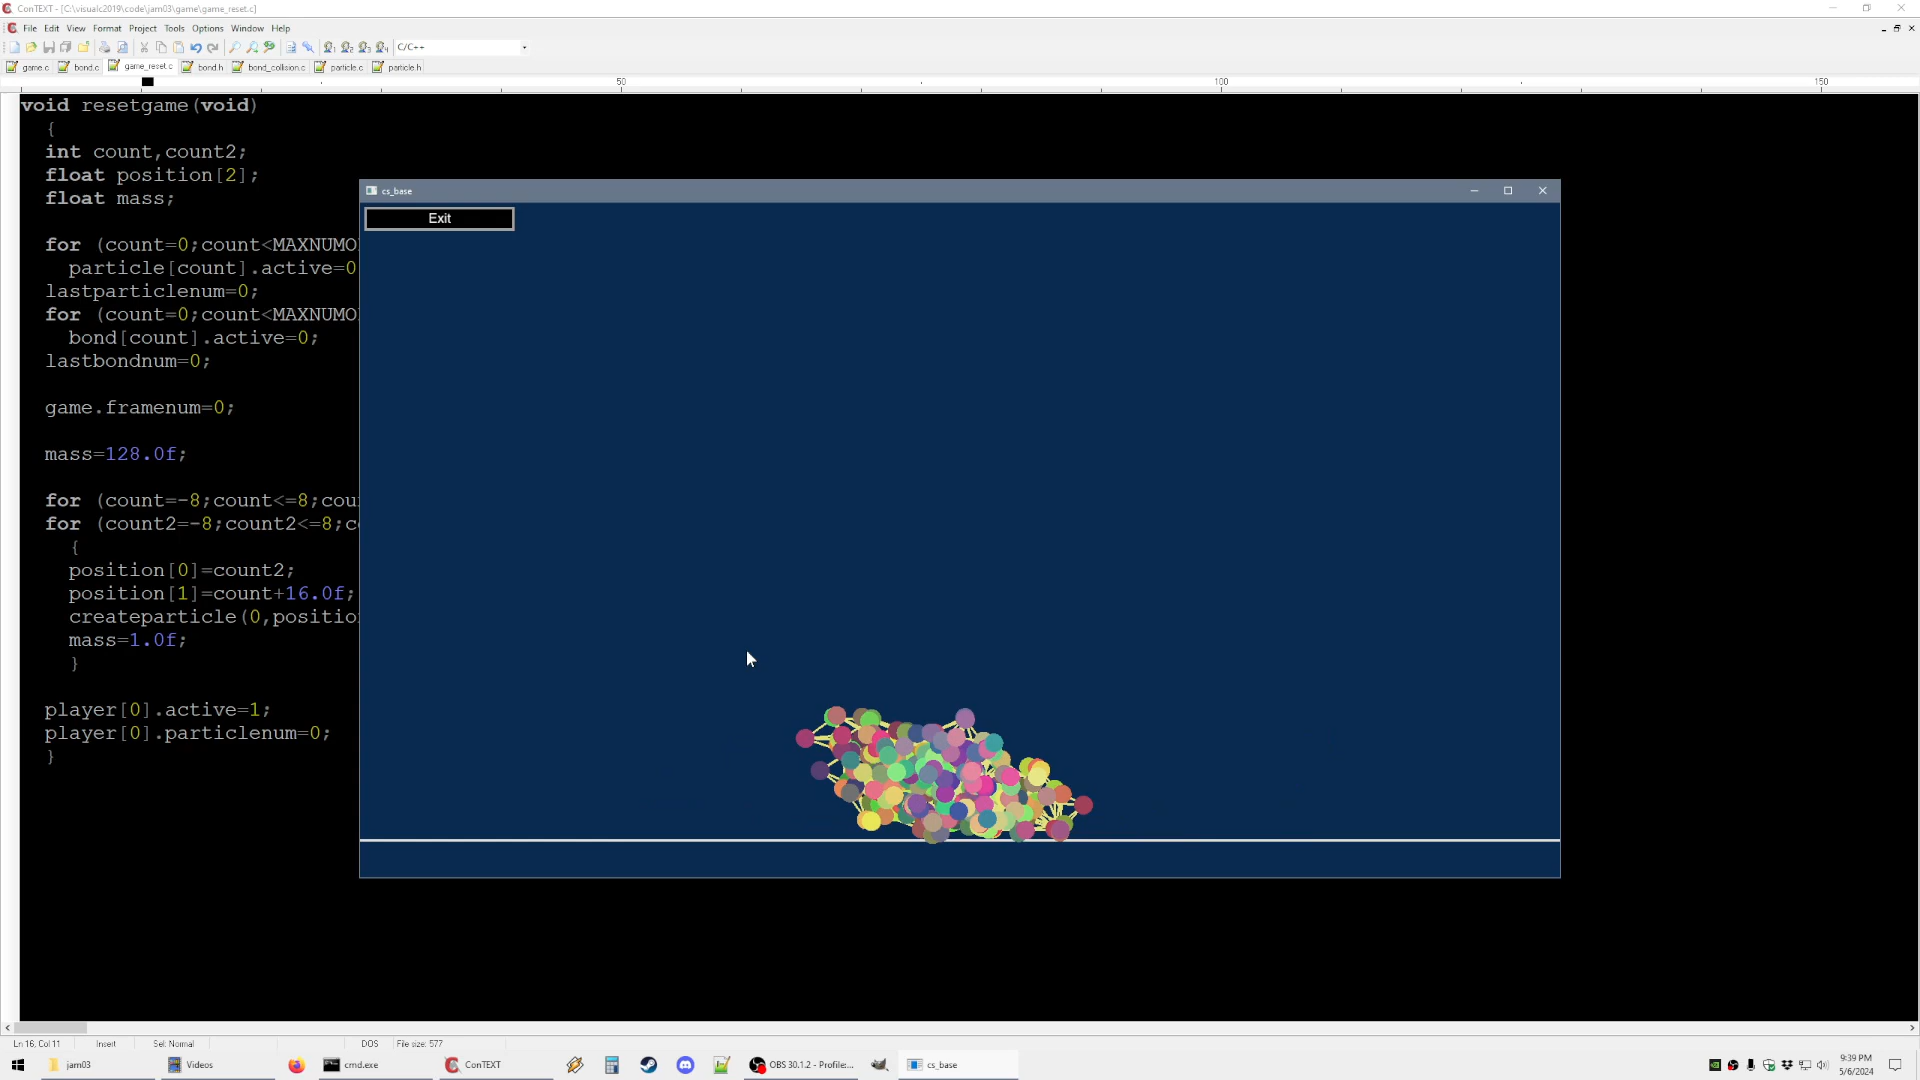 ConTEXT - [C:\visualc2019\code\jam03\game\game_reset.c]
File Edit View Format Project Tools Options Window Help
C/C++
game.c bond.c game_reset.c bond.h bond_collision.c particle.c particle.h
50 100 150
void resetgame(void)
{
int count,count2;
float position[2];
float mass;
for (count=0;count<MAXNUMO
particle[count].active=0
lastparticlenum=0;
for (count=0;count<MAXNUMO
bond[count].active=0;
lastbondnum=0;
game.framenum=0;
mass=128.0f;
for (count=-8;count<=8;cou
for (count2=-8;count2<=8;c
{
position[0]=count2;
position[1]=count+16.0f;
createparticle(0,positio
mass=1.0f;
}
player[0].active=1;
player[0].particlenum=0;
}
cs_base
Exit
Ln 16, Col 11 Insert Sel: Normal DOS File size: 577
jam03 Videos cmd.exe ConTEXT OBS 30.1.2 - Profile:... cs_base
9:39 PM
5/6/2024